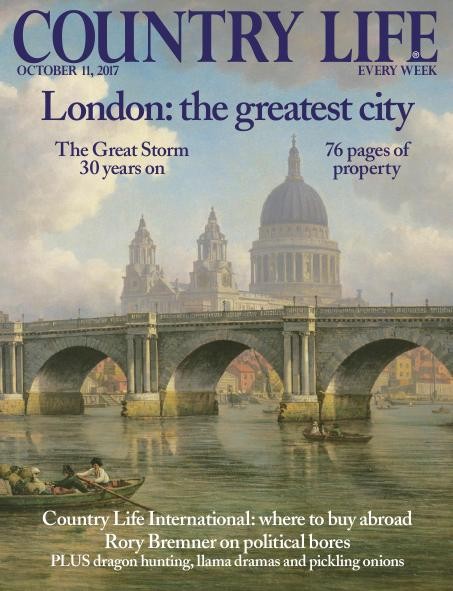 COUNTRY LIFE®
OCTOBER 11, 2017 EVERY WEEK
London: the greatest city
The Great Storm
30 years on
76 pages of
property
Country Life International: where to buy abroad
Rory Bremner on political bores
PLUS dragon hunting, llama dramas and pickling onions